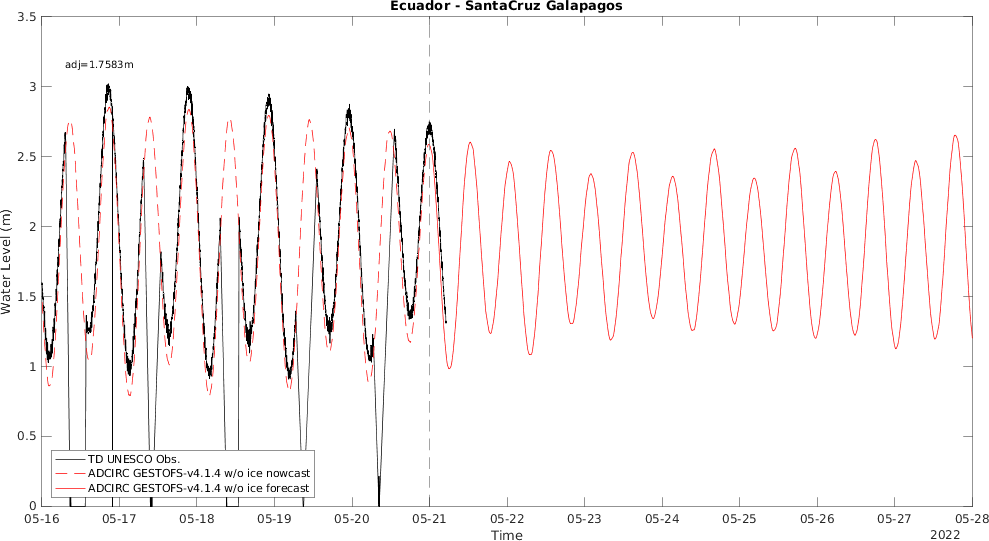 Ecuador - SantaCruz Galapagos
3.5
3
2.5
2
1.5
1
0.5
0
Water Level (m)
adj=1.7583m
TD UNESCO Obs.
ADCIRC GESTOFS-v4.1.4 w/o ice nowcast
ADCIRC GESTOFS-v4.1.4 w/o ice forecast
05-16 05-17 05-18 05-19 05-20 05-21 05-22 05-23 05-24 05-25 05-26 05-27 05-28
Time
2022